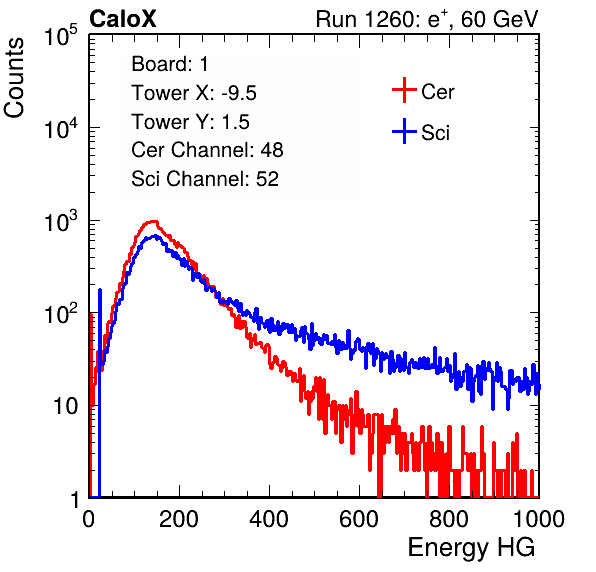 CaloX Run 1260: e⁺, 60 GeV
Counts
10⁵
10⁴
10³
10²
10
1
Board: 1
Tower X: -9.5
Tower Y: 1.5
Cer Channel: 48
Sci Channel: 52
Cer
Sci
0 200 400 600 800 1000
Energy HG